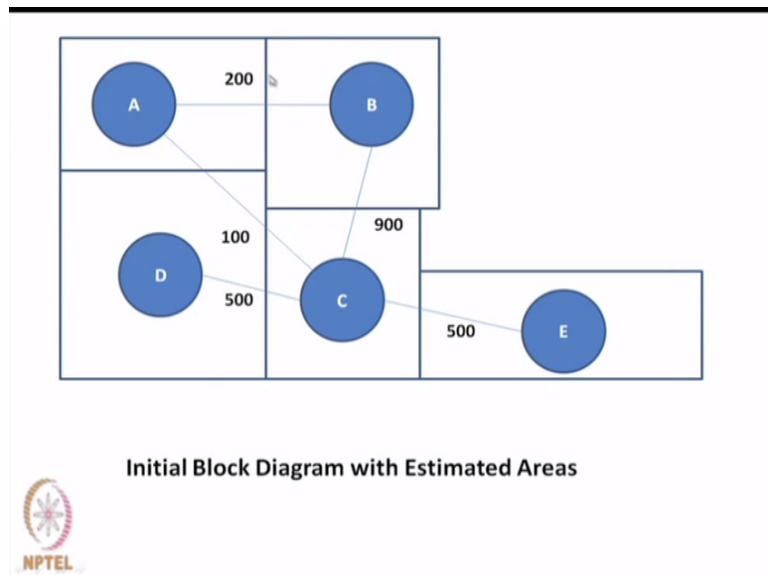 200
A
B
900
100
D
500
C
500
E
Initial Block Diagram with Estimated Areas
NPTEL